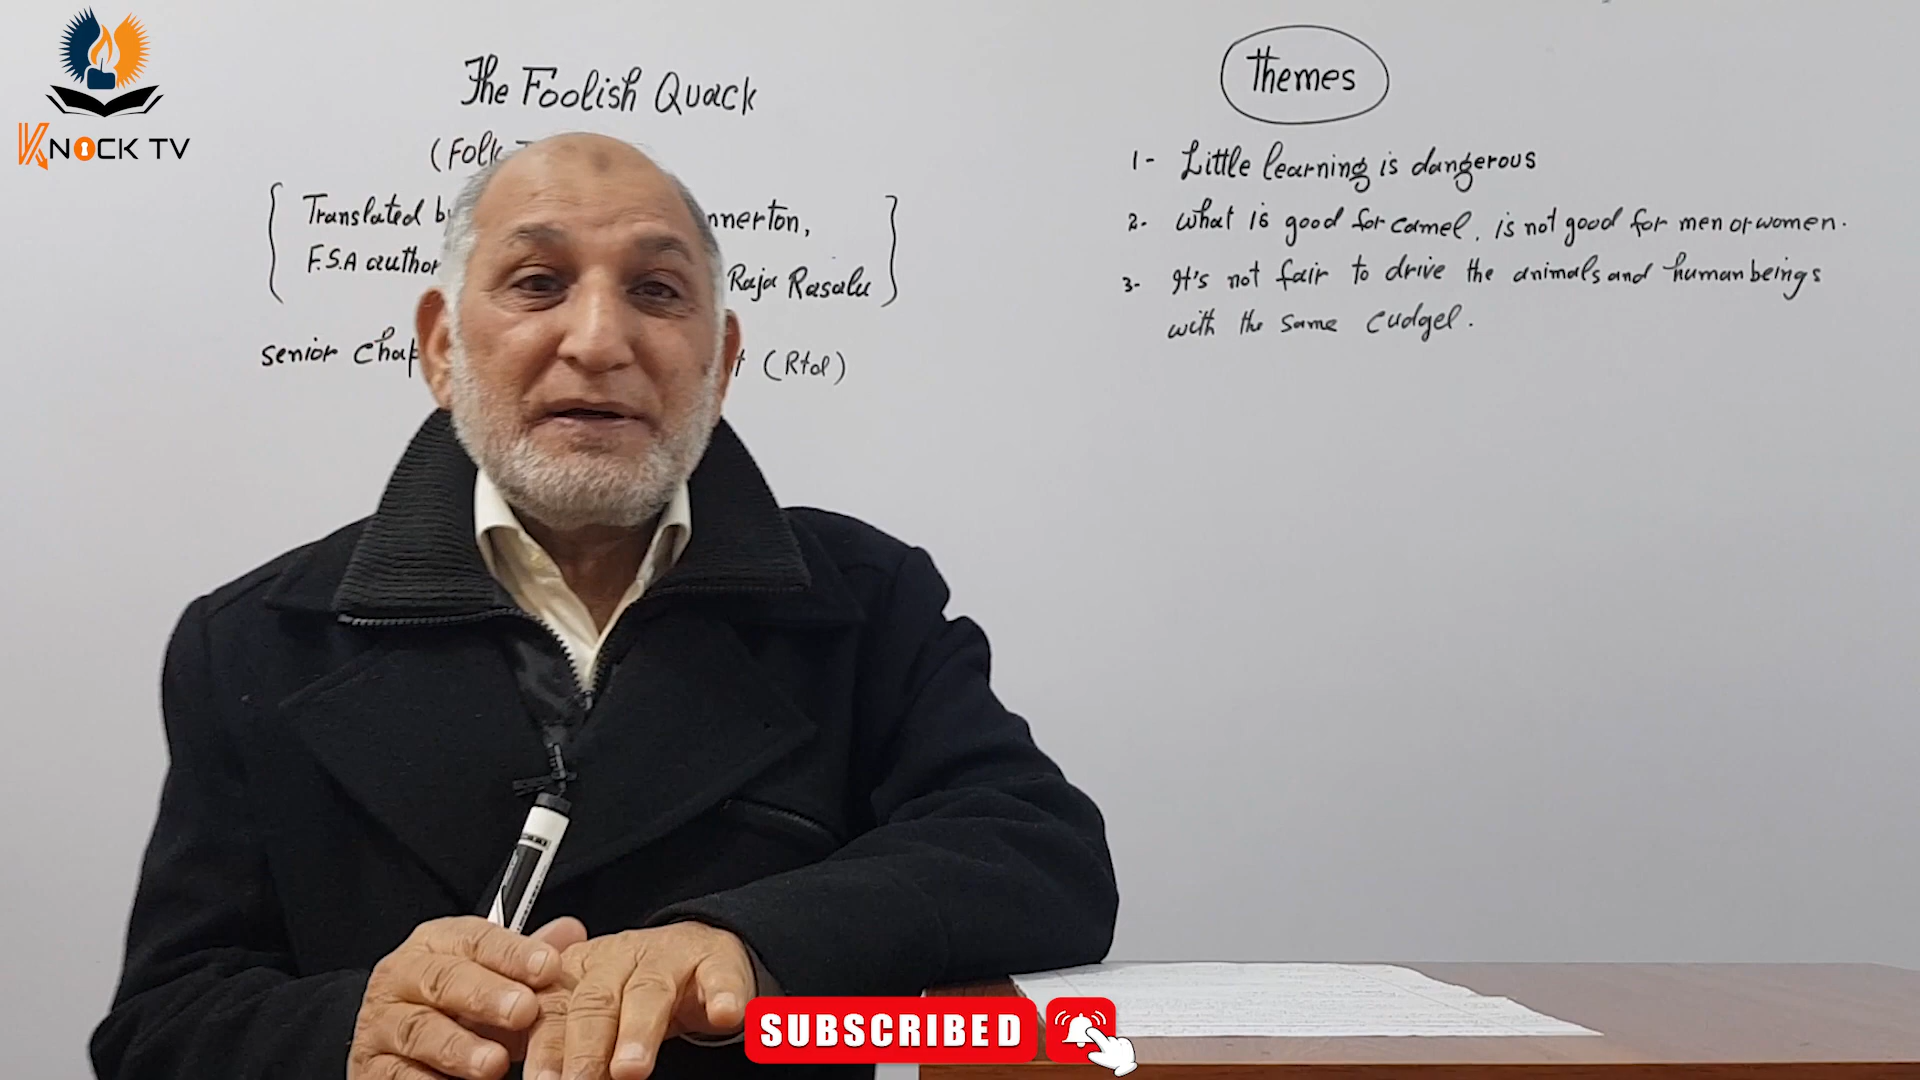 KNOCK TV
The Foolish Quack
(Folk
Translated by nnerton,
F.S.A author Raja Rasalu
Senior Chap t (Rtd)
Themes
1- Little learning is dangerous
2- What is good for camel, is not good for men or women.
3- It's not fair to drive the animals and human beings
with the same cudgel.
SUBSCRIBED